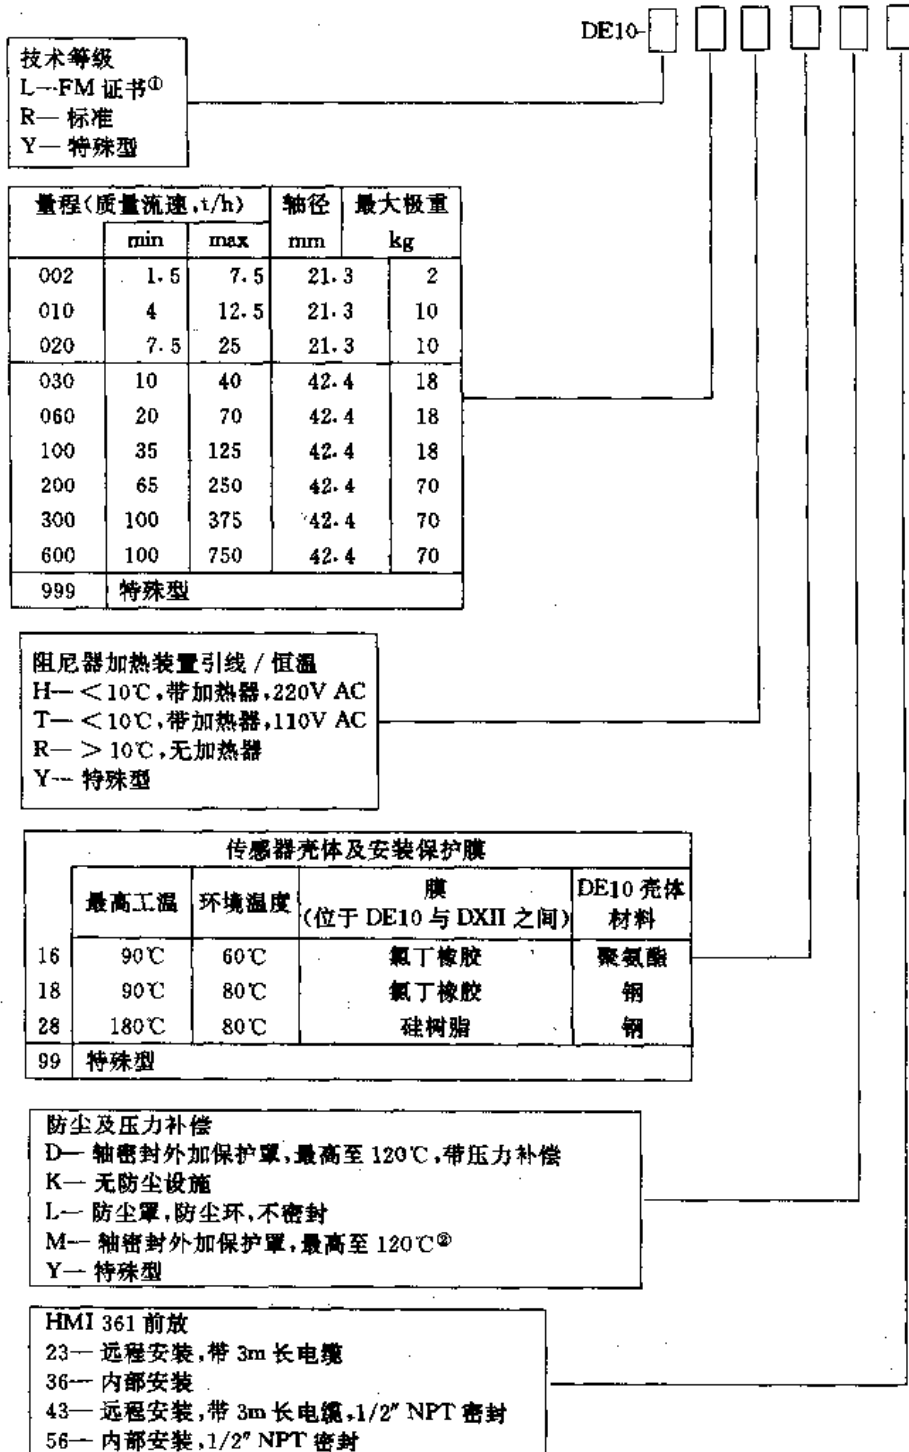 DE10-
技术等级
L—FM 证书①
R— 标准
Y— 特殊型
量程(质量流速,t/h) 轴径 最大极重
min max mm kg
002 1.5 7.5 21.3 2
010 4 12.5 21.3 10
020 7.5 25 21.3 10
030 10 40 42.4 18
060 20 70 42.4 18
100 35 125 42.4 18
200 65 250 42.4 70
300 100 375 42.4 70
600 100 750 42.4 70
999 特殊型
阻尼器加热装置引线 / 恒温
H— <10℃,带加热器,220V AC
T— <10℃,带加热器,110V AC
R— > 10℃,无加热器
Y— 特殊型
传感器壳体及安装保护膜
最高工温 环境温度 膜 DE10 壳体
(位于 DE10 与 DXII 之间) 材料
16 90℃ 60℃ 氯丁橡胶 聚氨酯
18 90℃ 80℃ 氯丁橡胶 钢
28 180℃ 80℃ 硅树脂 钢
99 特殊型
防尘及压力补偿
D— 轴密封外加保护罩,最高至 120℃,带压力补偿
K— 无防尘设施
L— 防尘罩,防尘环,不密封
M— 轴密封外加保护罩,最高至 120℃②
Y— 特殊型
HMI 361 前放
23— 远程安装,带 3m 长电缆
36— 内部安装
43— 远程安装,带 3m 长电缆,1/2″ NPT 密封
56— 内部安装,1/2″ NPT 密封